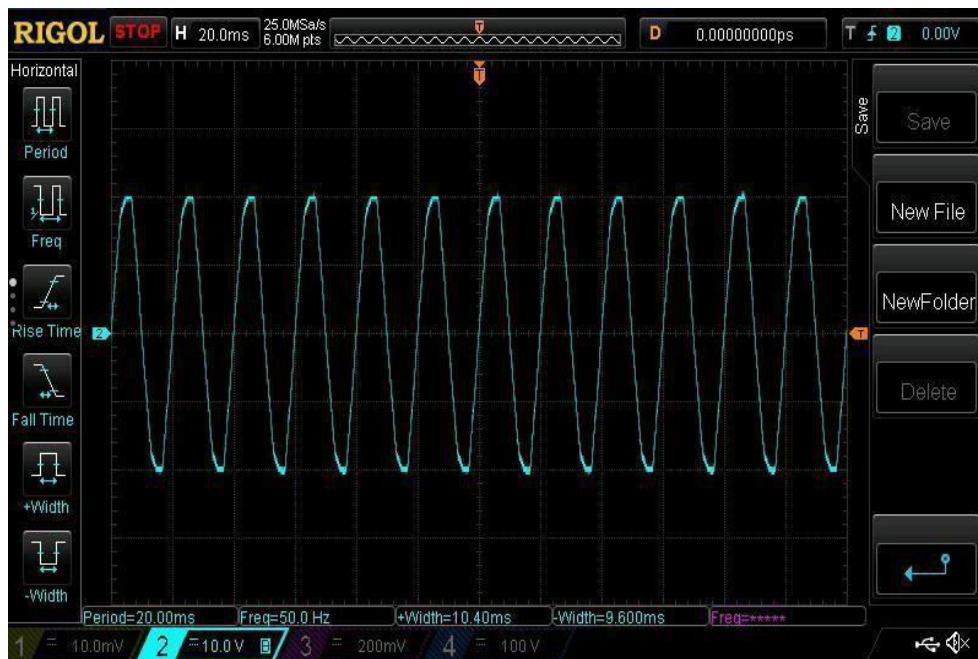 RIGOL STOP H 20.0ms 25.0MSa/s 6.00M pts T D 0.00000000ps T 2 0.00V
Horizontal
Period
Freq
Rise Time
Fall Time
+Width
-Width
T
2
T
Save
Save
New File
NewFolder
Delete
Period=20.00ms Freq=50.0 Hz +Width=10.40ms -Width=9.600ms Freq=*****
1 = 10.0mV 2 = 10.0 V B 3 = 200mV 4 = 100 V